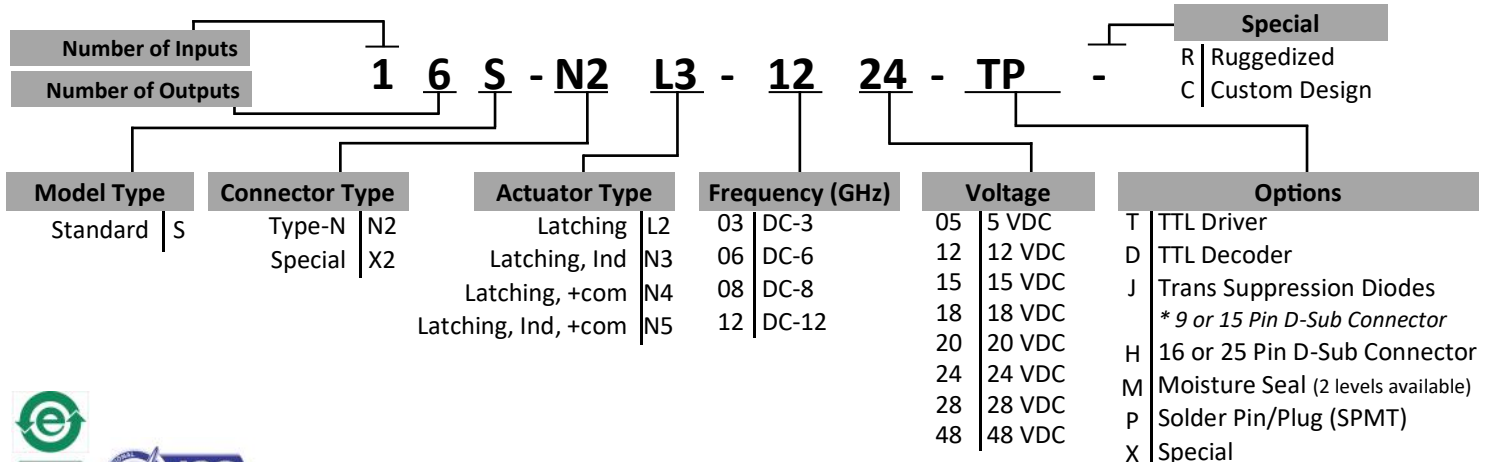 Number of Inputs
Number of Outputs
1 6 S - N2 L3 - 12 24 - TP -
Special
R Ruggedized
C Custom Design
Model Type
Standard S
Connector Type
Type-N N2
Special X2
Actuator Type
Latching L2
Latching, Ind N3
Latching, +com N4
Latching, Ind, +com N5
Frequency (GHz)
03 DC-3
06 DC-6
08 DC-8
12 DC-12
Voltage
05 5 VDC
12 12 VDC
15 15 VDC
18 18 VDC
20 20 VDC
24 24 VDC
28 28 VDC
48 48 VDC
Options
T TTL Driver
D TTL Decoder
J Trans Suppression Diodes
* 9 or 15 Pin D-Sub Connector
H 16 or 25 Pin D-Sub Connector
M Moisture Seal (2 levels available)
P Solder Pin/Plug (SPMT)
X Special
e